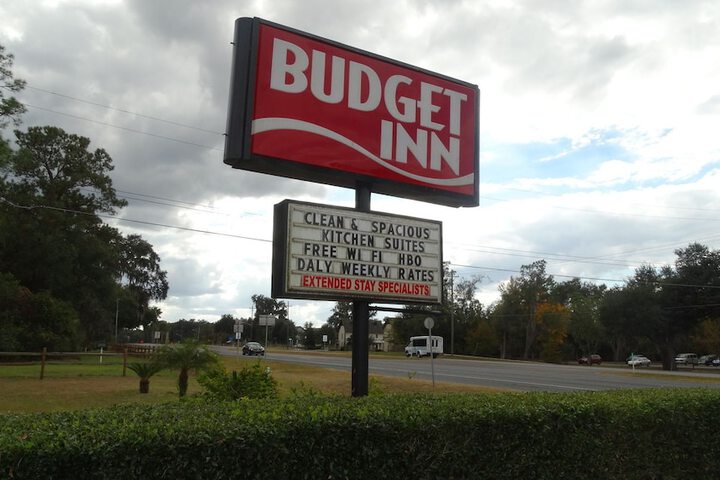 BUDGET
INN
CLEAN & SPACIOUS
KITCHEN SUITES
FREE WI FI HBO
DALY WEEKLY RATES
EXTENDED STAY SPECIALISTS